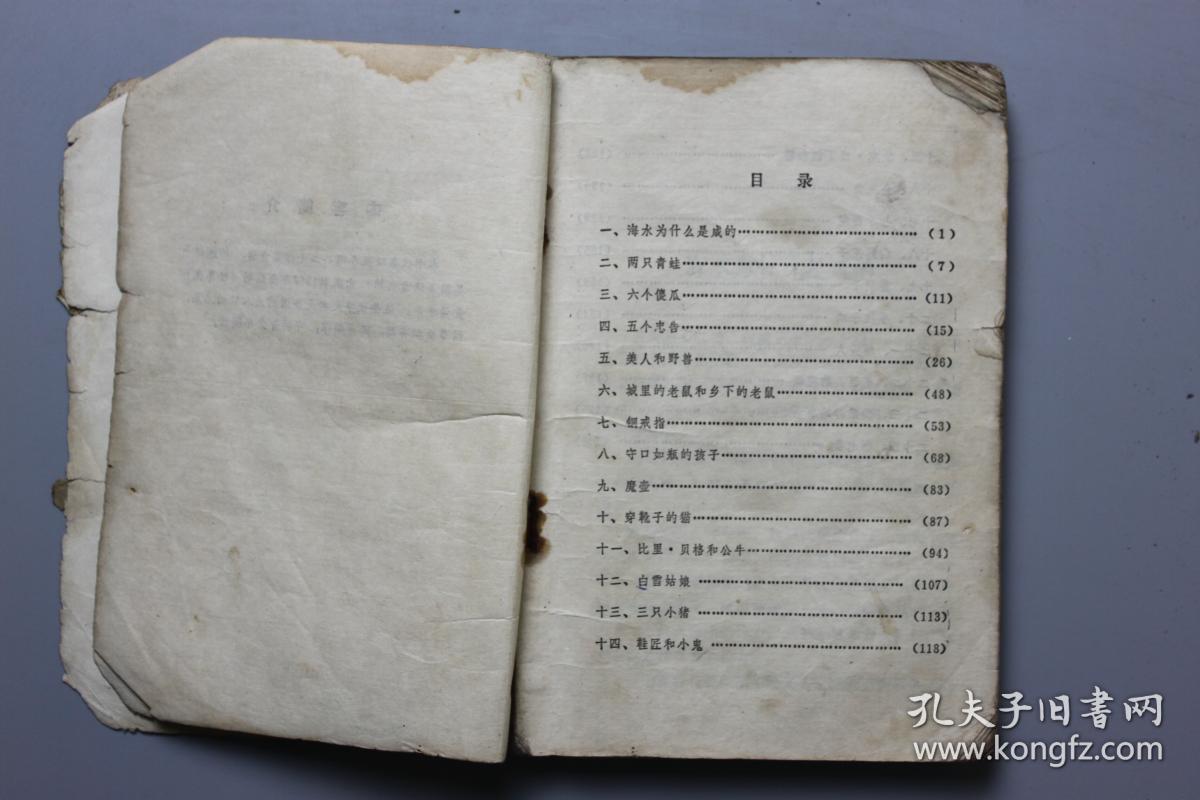 目 录
一、海水为什么是咸的…………………………(1)
二、两只青蛙…………………………(7)
三、六个傻瓜…………………………(11)
四、五个忠告…………………………(15)
五、美人和野兽…………………………(26)
六、城里的老鼠和乡下的老鼠…………………………(48)
七、铜戒指…………………………(53)
八、守口如瓶的孩子…………………………(68)
九、魔壶…………………………(83)
十、穿靴子的猫…………………………(87)
十一、比里·贝格和公牛…………………………(94)
十二、白雪姑娘…………………………(107)
十三、三只小猪…………………………(113)
十四、鞋匠和小鬼…………………………(118)
孔夫子旧书网
www.kongfz.com